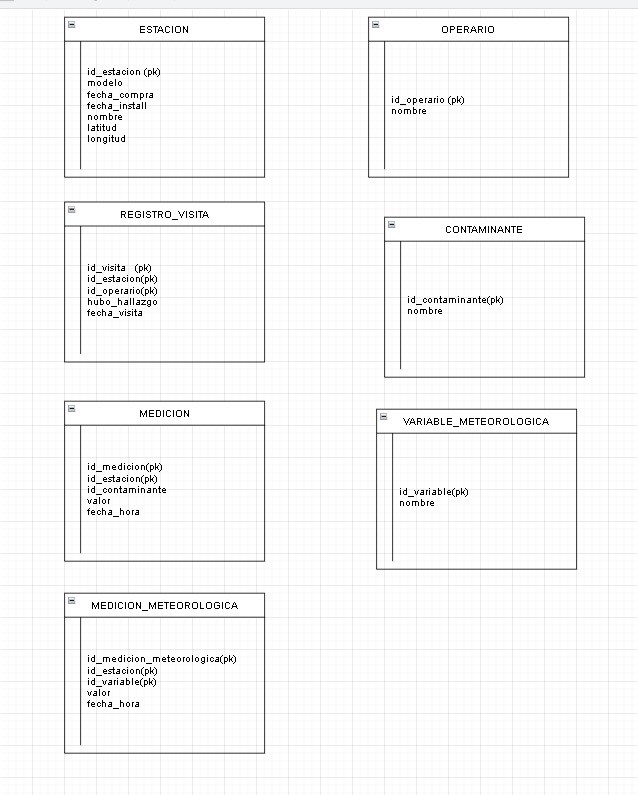 ESTACION
id_estacion (pk)
modelo
fecha_compra
fecha_install
nombre
latitud
longitud
OPERARIO
id_operario (pk)
nombre
REGISTRO_VISITA
id_visita (pk)
id_estacion(pk)
id_operario(pk)
hubo_hallazgo
fecha_visita
CONTAMINANTE
id_contaminante(pk)
nombre
MEDICION
id_medicion(pk)
id_estacion(pk)
id_contaminante
valor
fecha_hora
VARIABLE_METEOROLOGICA
id_variable(pk)
nombre
MEDICION_METEOROLOGICA
id_medicion_meteorologica(pk)
id_estacion(pk)
id_variable(pk)
valor
fecha_hora